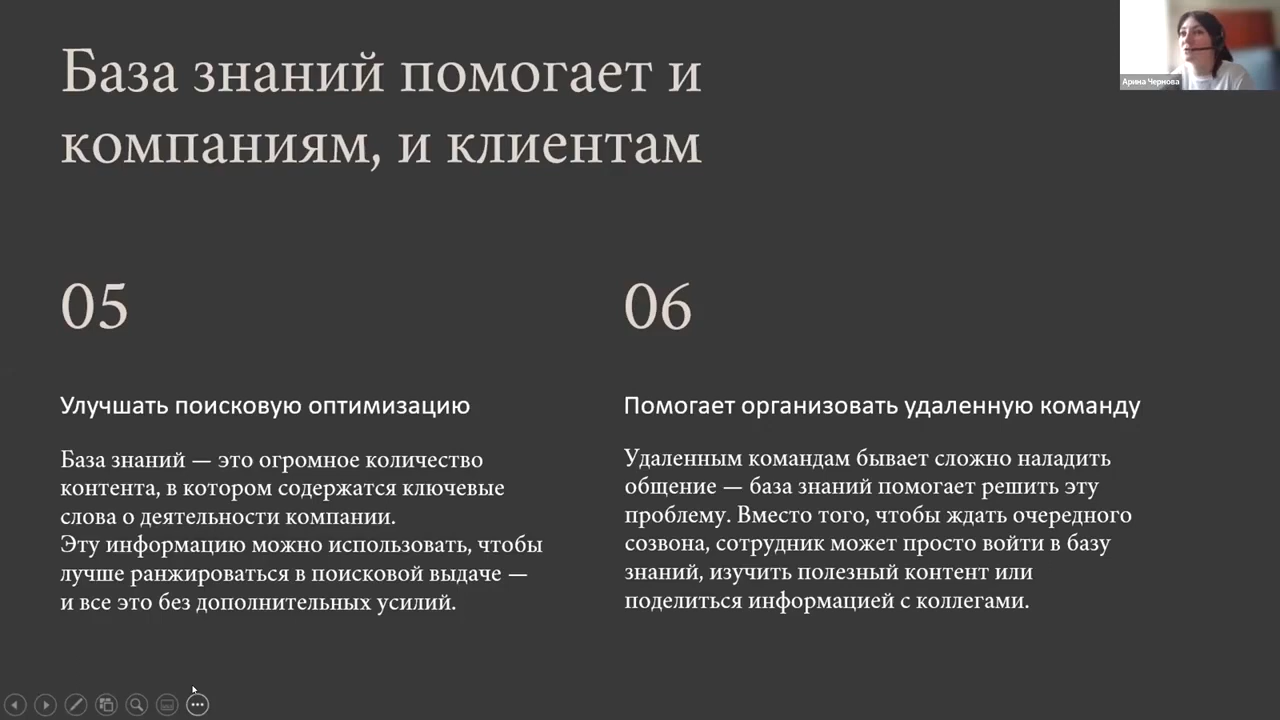 База знаний помогает и
компаниям, и клиентам
Арина Чернова
05
Улучшать поисковую оптимизацию
База знаний — это огромное количество
контента, в котором содержатся ключевые
слова о деятельности компании.
Эту информацию можно использовать, чтобы
лучше ранжироваться в поисковой выдаче —
и все это без дополнительных усилий.
06
Помогает организовать удаленную команду
Удаленным командам бывает сложно наладить
общение — база знаний помогает решить эту
проблему. Вместо того, чтобы ждать очередного
созвона, сотрудник может просто войти в базу
знаний, изучить полезный контент или
поделиться информацией с коллегами.